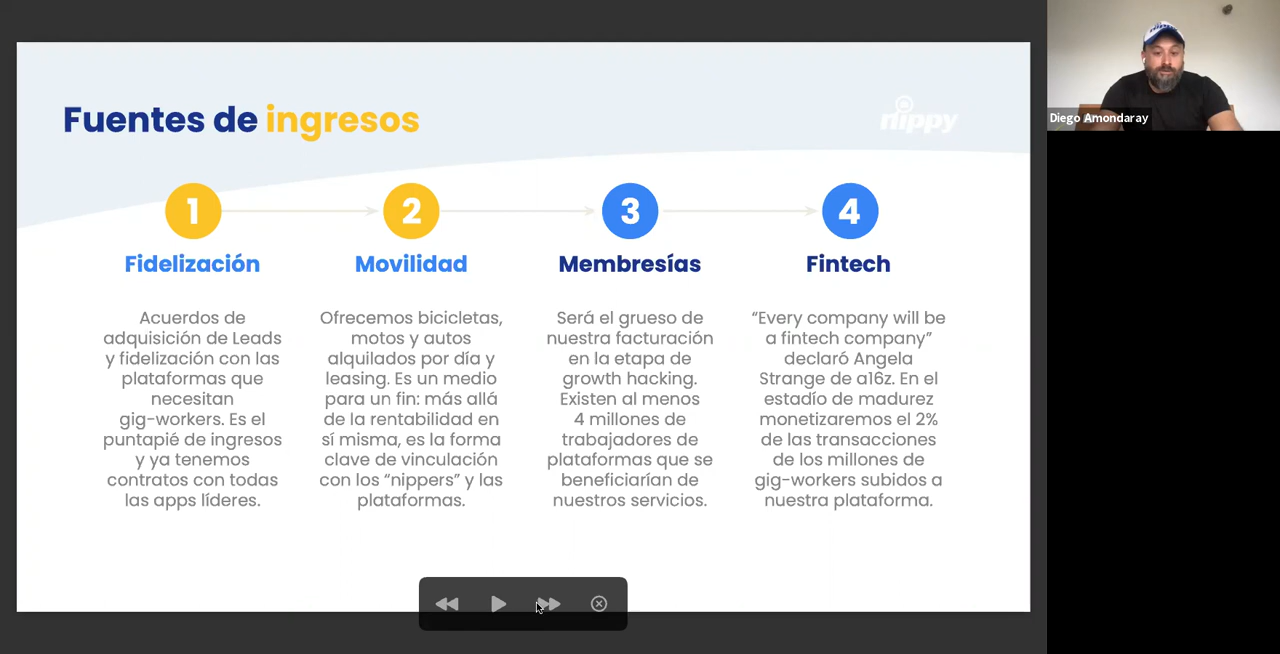 Fuentes de ingresos
nippy
1
2
3
4
Fidelización
Movilidad
Membresías
Fintech
Acuerdos de
adquisición de Leads
y fidelización con las
plataformas que
necesitan
gig-workers. Es el
puntapié de ingresos
y ya tenemos
contratos con todas
las apps líderes.
Ofrecemos bicicletas,
motos y autos
alquilados por día y
leasing. Es un medio
para un fin: más allá
de la rentabilidad en
sí misma, es la forma
clave de vinculación
con los “nippers” y las
plataformas.
Será el grueso de
nuestra facturación
en la etapa de
growth hacking.
Existen al menos
4 millones de
trabajadores de
plataformas que se
beneficiarían de
nuestros servicios.
“Every company will be
a fintech company”
declaró Angela
Strange de a16z. En el
estadío de madurez
monetizaremos el 2%
de las transacciones
de los millones de
gig-workers subidos a
nuestra plataforma.
Diego Amondaray